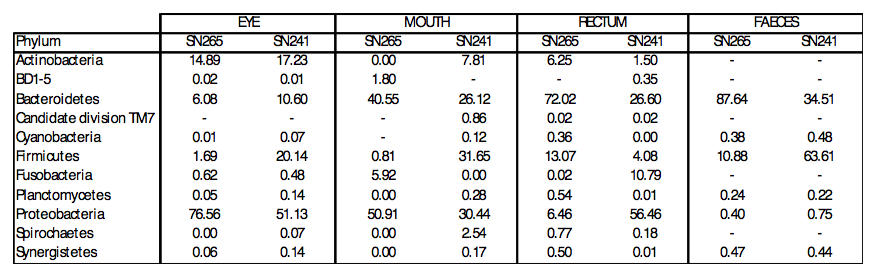 EYE MOUTH RECTUM FAECES
Phylum SN265 SN241 SN265 SN241 SN265 SN241 SN265 SN241
Actinobacteria 14.89 17.23 0.00 7.81 6.25 1.50 - -
BD1-5 0.02 0.01 1.80 - - 0.35 - -
Bacteroidetes 6.08 10.60 40.55 26.12 72.02 26.60 87.64 34.51
Candidate division TM7 - - - 0.86 0.02 0.02 - -
Cyanobacteria 0.01 0.07 - 0.12 0.36 0.00 0.38 0.48
Firmicutes 1.69 20.14 0.81 31.65 13.07 4.08 10.88 63.61
Fusobacteria 0.62 0.48 5.92 0.00 0.02 10.79 - -
Planctomycetes 0.05 0.14 0.00 0.28 0.54 0.01 0.24 0.22
Proteobacteria 76.56 51.13 50.91 30.44 6.46 56.46 0.40 0.75
Spirochaetes 0.00 0.07 0.00 2.54 0.77 0.18 - -
Synergistetes 0.06 0.14 0.00 0.17 0.50 0.01 0.47 0.44